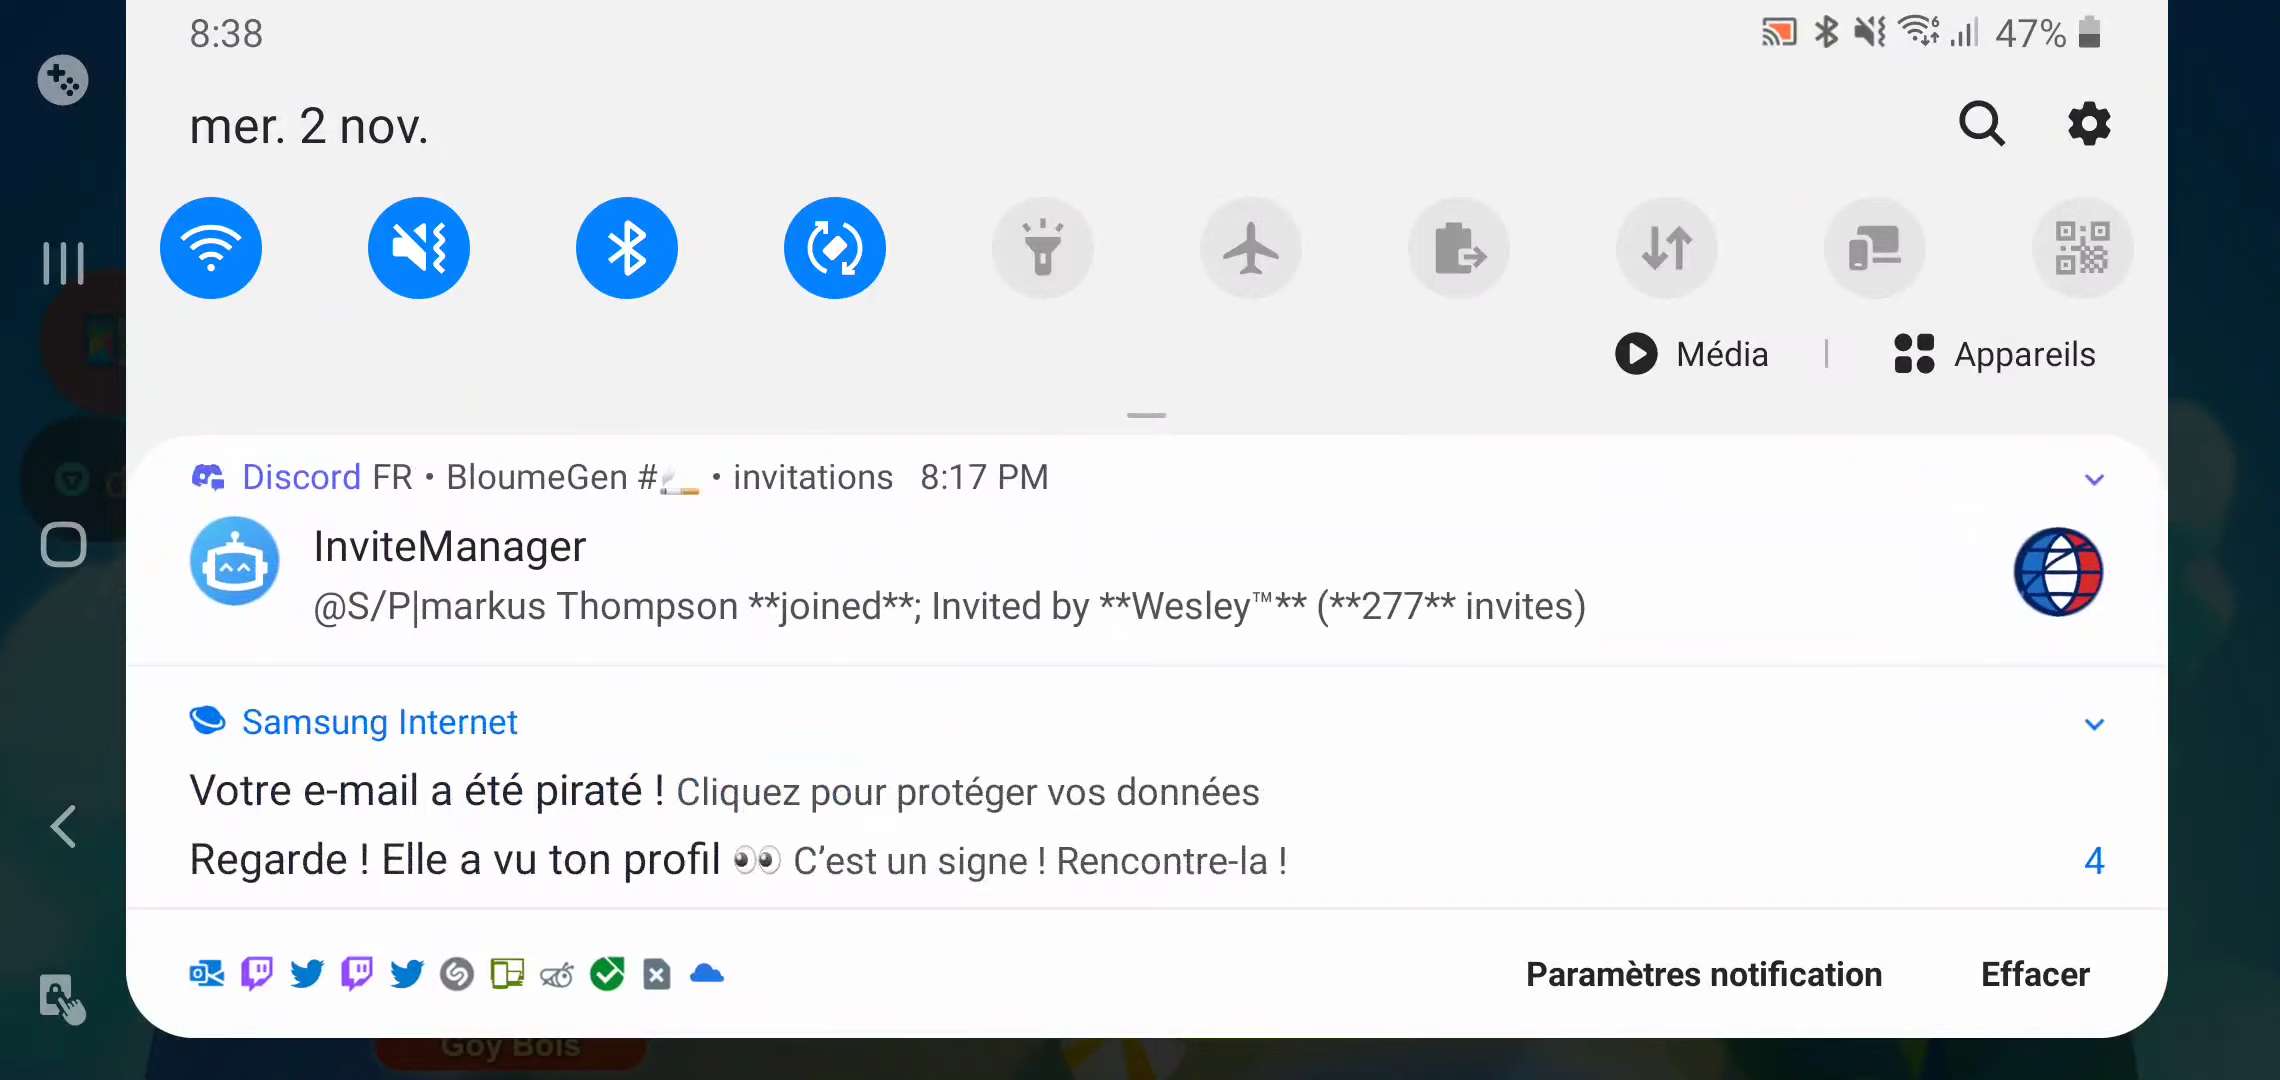 8:38
47%
mer. 2 nov.
Média | Appareils
Discord FR • BloumeGen #🚬 • invitations 8:17 PM
InviteManager
@S/P|markus Thompson **joined**; Invited by **Wesley™** (**277** invites)
Samsung Internet
Votre e-mail a été piraté ! Cliquez pour protéger vos données
Regarde ! Elle a vu ton profil 👀 C’est un signe ! Rencontre-la !
4
Paramètres notification Effacer
Goy Bois